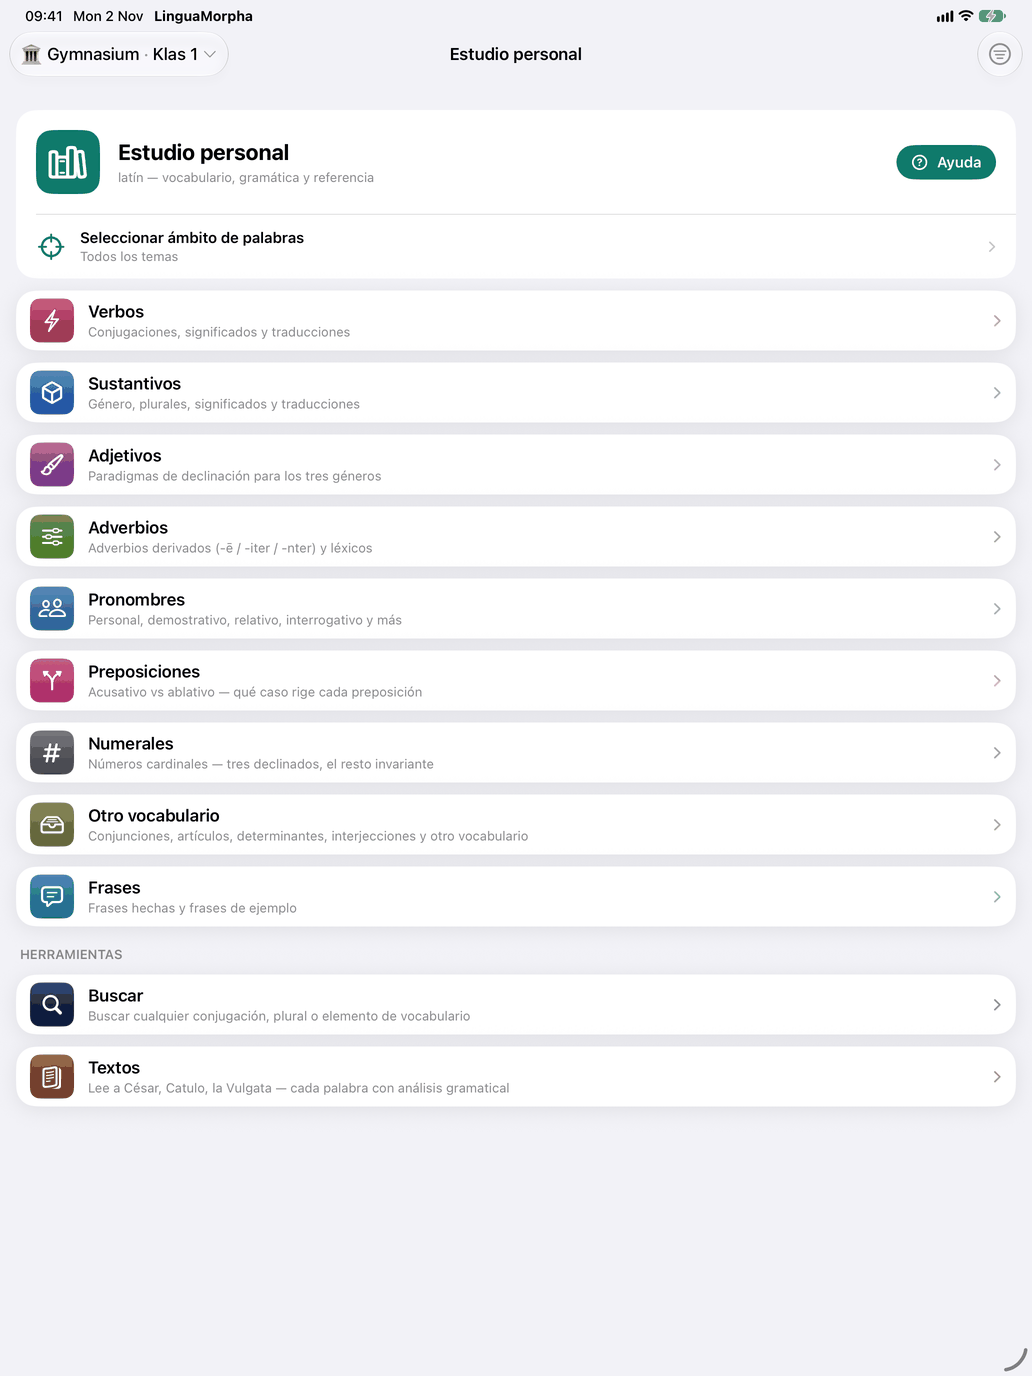 09:41 Mon 2 Nov LinguaMorpha
Gymnasium · Klas 1
Estudio personal
Estudio personal
latín — vocabulario, gramática y referencia
Ayuda
Seleccionar ámbito de palabras
Todos los temas
Verbos
Conjugaciones, significados y traducciones
Sustantivos
Género, plurales, significados y traducciones
Adjetivos
Paradigmas de declinación para los tres géneros
Adverbios
Adverbios derivados (-ē / -iter / -nter) y léxicos
Pronombres
Personal, demostrativo, relativo, interrogativo y más
Preposiciones
Acusativo vs ablativo — qué caso rige cada preposición
#
Numerales
Números cardinales — tres declinados, el resto invariante
Otro vocabulario
Conjunciones, artículos, determinantes, interjecciones y otro vocabulario
Frases
Frases hechas y frases de ejemplo
HERRAMIENTAS
Buscar
Buscar cualquier conjugación, plural o elemento de vocabulario
Textos
Lee a César, Catulo, la Vulgata — cada palabra con análisis gramatical